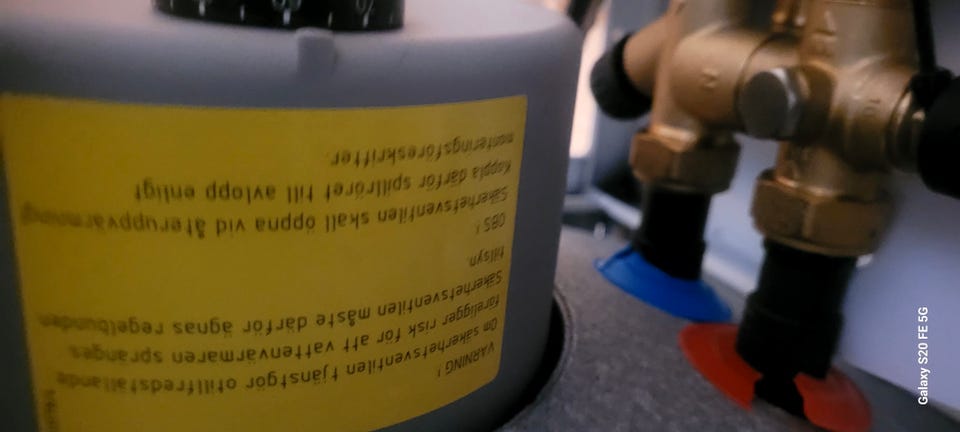 VARNING !
Om säkerhetsventilen tjänstgör otillfredställande
föreligger risk för att vattenvärmaren spranges
Säkerhetsventilen måste därför ägnas regelbunden
tillsyn.
OBS !
Säkerhetsventilen skall öppna vid återuppvärmning
Koppla därför spillröret till avlopp enligt
monteringsföreskrifter.
Galaxy S20 FE 5G